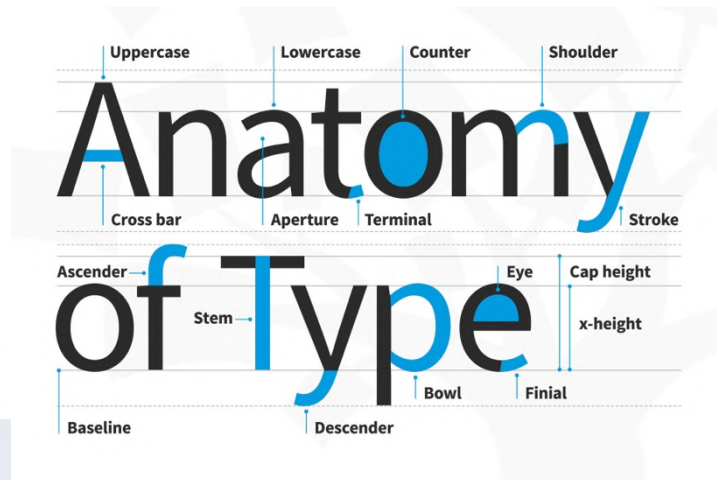 Uppercase
Lowercase
Counter
Shoulder
Anatomy
Cross bar
Aperture
Terminal
Stroke
Ascender
Eye
Cap height
of Type
Stem
x-height
Bowl
Finial
Baseline
Descender